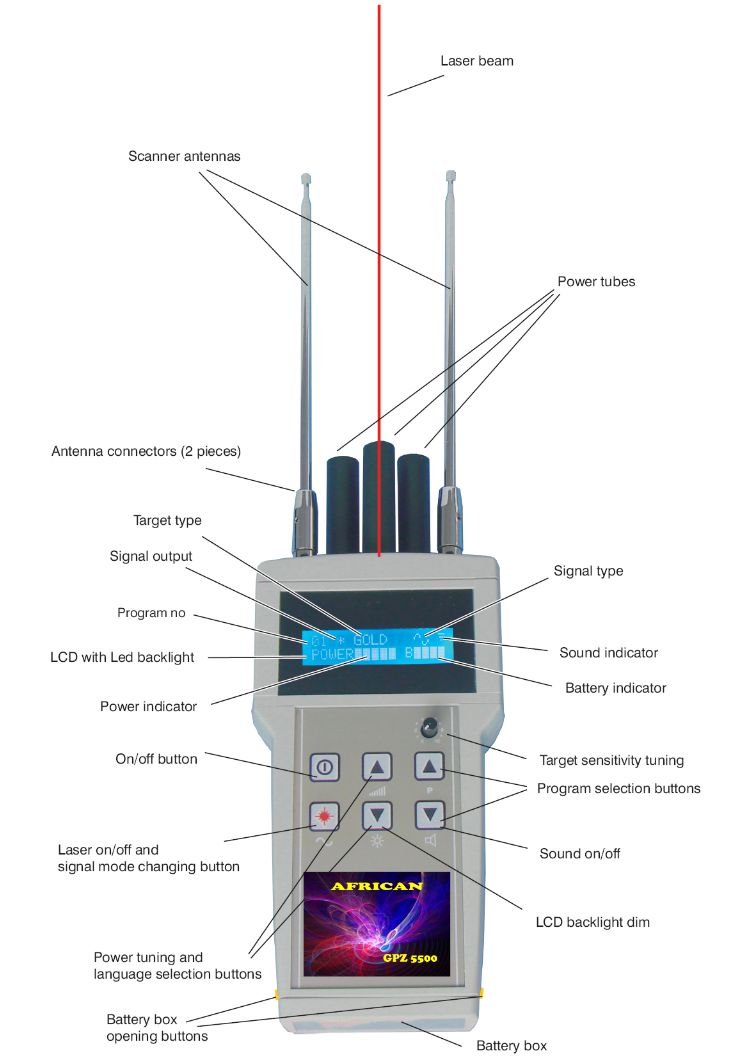 Laser beam
Scanner antennas
Power tubes
Antenna connectors (2 pieces)
Target type
Signal output
Signal type
Program no
01 * GOLD
Sound indicator
LCD with Led backlight
POWER B
Battery indicator
Power indicator
On/off button
Target sensitivity tuning
Program selection buttons
P
Laser on/off and
signal mode changing button
Sound on/off
AFRICAN
LCD backlight dim
GPZ 5500
Power tuning and
language selection buttons
Battery box
opening buttons
Battery box